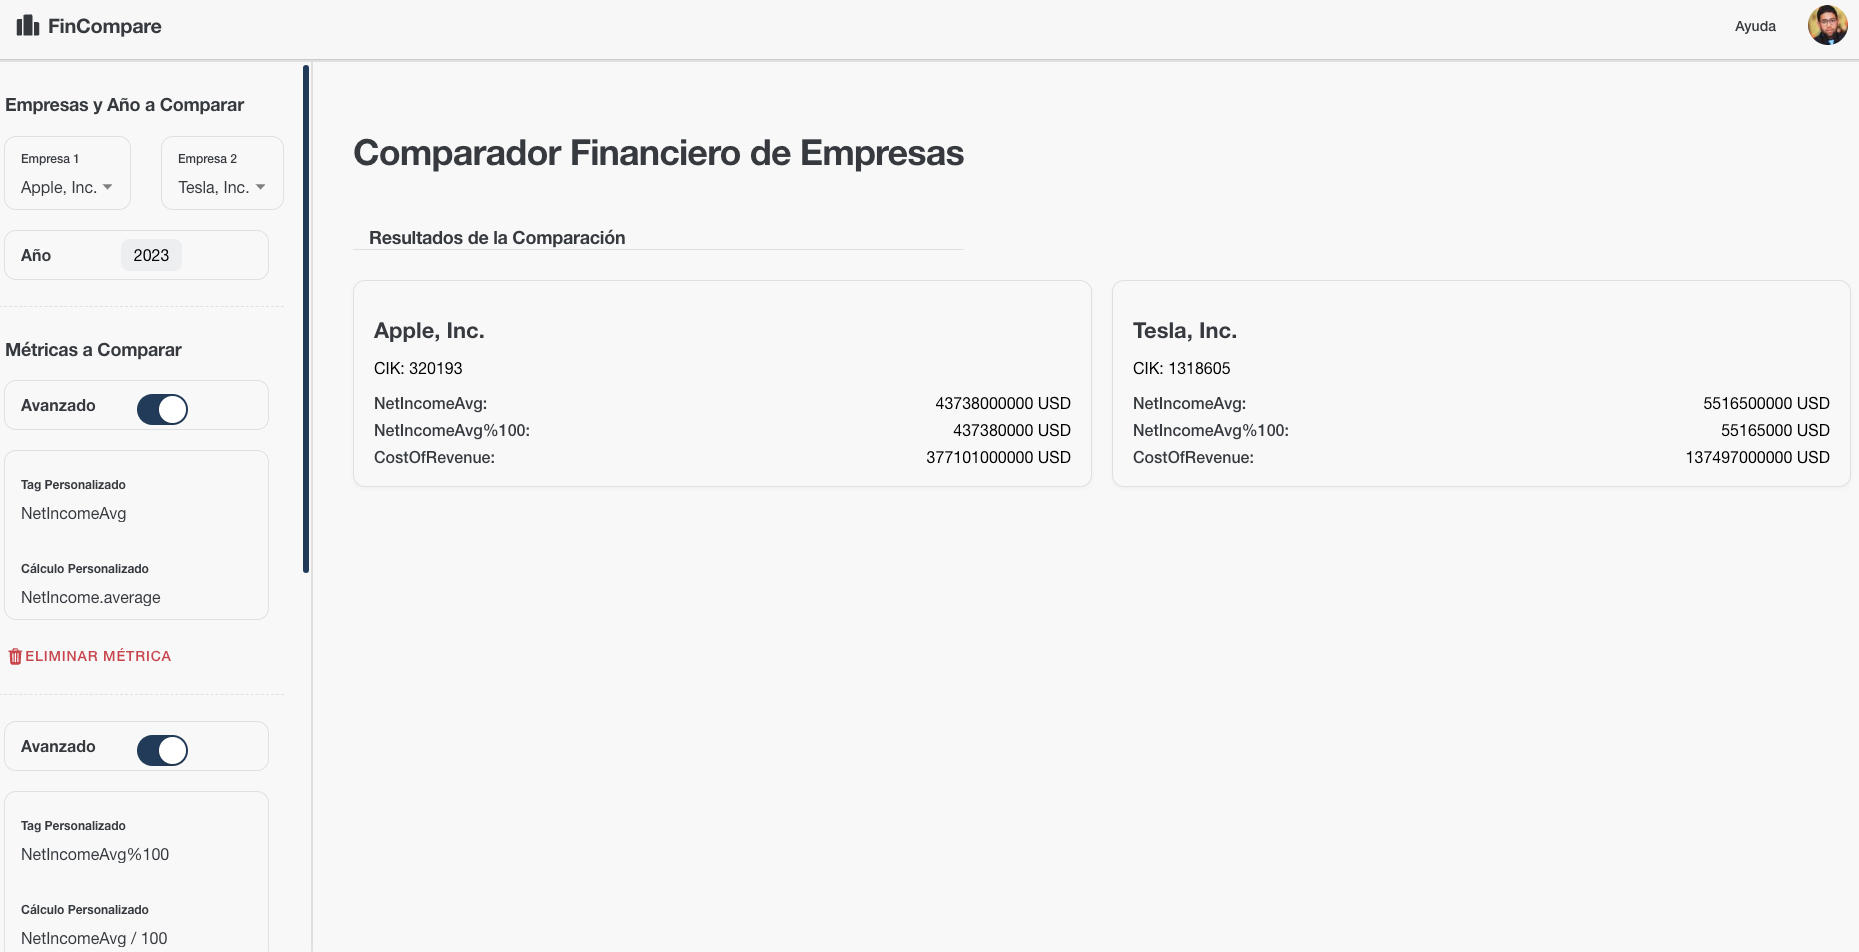 FinCompare
Ayuda
Empresas y Año a Comparar
Empresa 1
Apple, Inc.
Empresa 2
Tesla, Inc.
Año 2023
Métricas a Comparar
Avanzado
Tag Personalizado
NetIncomeAvg
Cálculo Personalizado
NetIncome.average
ELIMINAR MÉTRICA
Avanzado
Tag Personalizado
NetIncomeAvg%100
Cálculo Personalizado
NetIncomeAvg / 100
Comparador Financiero de Empresas
Resultados de la Comparación
Apple, Inc.
CIK: 320193
NetIncomeAvg: 43738000000 USD
NetIncomeAvg%100: 437380000 USD
CostOfRevenue: 377101000000 USD
Tesla, Inc.
CIK: 1318605
NetIncomeAvg: 5516500000 USD
NetIncomeAvg%100: 55165000 USD
CostOfRevenue: 137497000000 USD